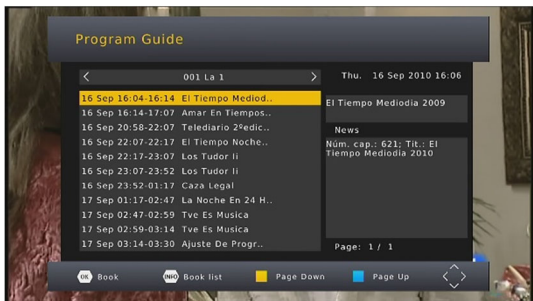 Program Guide
001 La 1
Thu. 16 Sep 2010 16:06
16 Sep 16:04-16:14 El Tiempo Mediod..
16 Sep 16:14-17:07 Amar En Tiempos..
16 Sep 20:58-22:07 Telediario 2ºedic..
16 Sep 22:07-22:17 El Tiempo Noche..
16 Sep 22:17-23:07 Los Tudor Ii
16 Sep 23:07-23:52 Los Tudor Ii
16 Sep 23:52-01:17 Caza Legal
17 Sep 01:17-02:47 La Noche En 24 H..
17 Sep 02:47-02:59 Tve Es Musica
17 Sep 02:59-03:14 Tve Es Musica
17 Sep 03:14-03:30 Ajuste De Progr..
El Tiempo Mediodia 2009
News
Núm. cap.: 621; Tit.: El
Tiempo Mediodia 2010
Page: 1 / 1
OK Book
INFO Book list
Page Down
Page Up